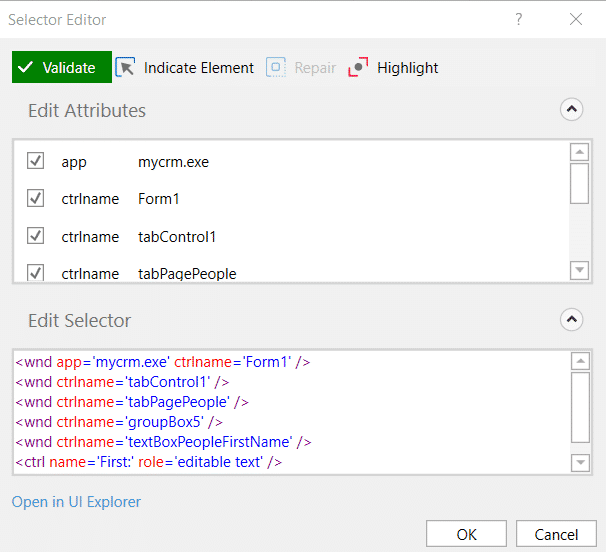 Selector Editor
?
Validate Indicate Element Repair Highlight
Edit Attributes
app mycrm.exe
ctrlname Form1
ctrlname tabControl1
ctrlname tabPagePeople
Edit Selector
<wnd app='mycrm.exe' ctrlname='Form1' />
<wnd ctrlname='tabControl1' />
<wnd ctrlname='tabPagePeople' />
<wnd ctrlname='groupBox5' />
<wnd ctrlname='textBoxPeopleFirstName' />
<ctrl name='First:' role='editable text' />
Open in UI Explorer
OK Cancel